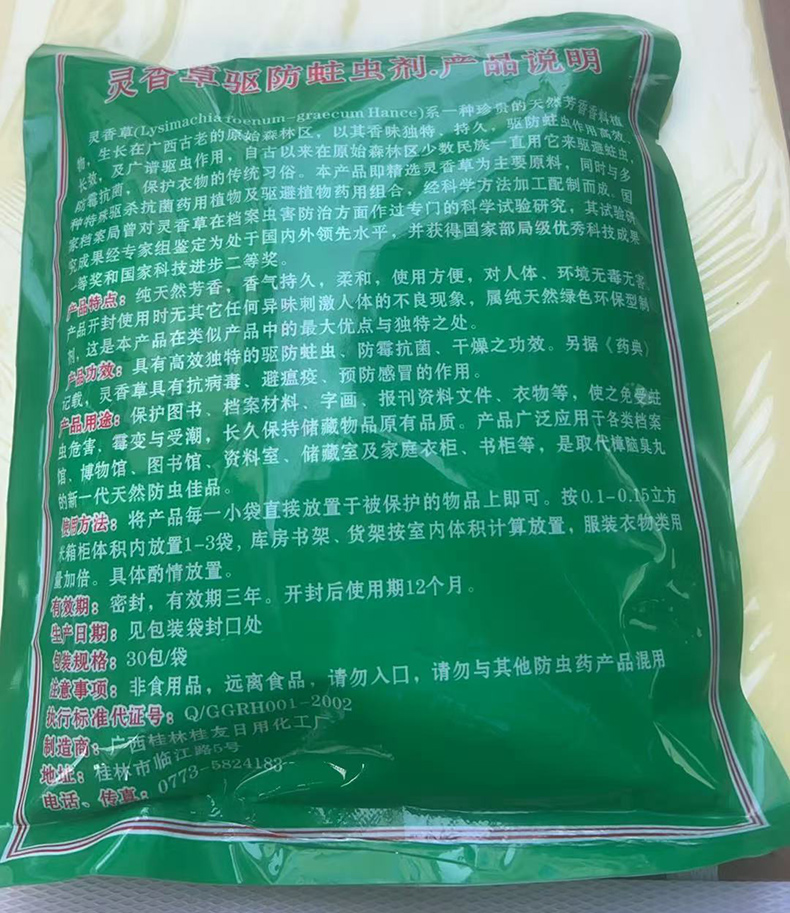 灵香草驱防蛀虫剂.产品说明
灵香草(Lysimachia foenum-graecum Hance)系一种珍贵的天然芳香香料植
物，生长在广西古老的原始森林区，以其香味独特、持久，驱防蛀虫作用高效、
长效，及广谱驱虫作用，自古以来在原始森林区少数民族一直用它来驱避蛀虫，
防霉抗菌，保护衣物的传统习俗。本产品即精选灵香草为主要原料，同时与多
种特殊驱杀抗菌药用植物及驱避植物药用组合，经科学方法加工配制而成。国
家档案局曾对灵香草在档案虫害防治方面作过专门的科学试验研究，其试验研
究成果经专家组鉴定为处于国内外领先水平，并获得国家部局级优秀科技成果
一等奖和国家科技进步二等奖。
产品特点：纯天然芳香，香气持久，柔和，使用方便，对人体、环境无毒无害，
产品开封使用时无其它任何异味刺激人体的不良现象，属纯天然绿色环保型制
剂，这是本产品在类似产品中的最大优点与独特之处。
产品功效：具有高效独特的驱防蛀虫、防霉抗菌、干燥之功效。另据《药典》
记载，灵香草具有抗病毒、避瘟疫、预防感冒的作用。
产品用途：保护图书、档案材料、字画、报刊资料文件、衣物等，使之免受蛀
虫危害，霉变与受潮，长久保持储藏物品原有品质。产品广泛应用于各类档案
馆、博物馆、图书馆、资料室、储藏室及家庭衣柜、书柜等，是取代樟脑臭丸
的新一代天然防虫佳品。
使用方法：将产品每一小袋直接放置于被保护的物品上即可。按0.1-0.15立方
米箱柜体积内放置1-3袋，库房书架、货架按室内体积计算放置，服装衣物类用
量加倍。具体酌情放置。
有效期：密封，有效期三年。开封后使用期12个月。
生产日期：见包装袋封口处
包装规格：30包/袋
注意事项：非食用品，远离食品，请勿入口，请勿与其他防虫药产品混用
执行标准代证号：Q/GGRH001-2002
制造商：广西桂林桂友日用化工厂
地址：桂林市临江路5号
电话、传真：0773-5824183